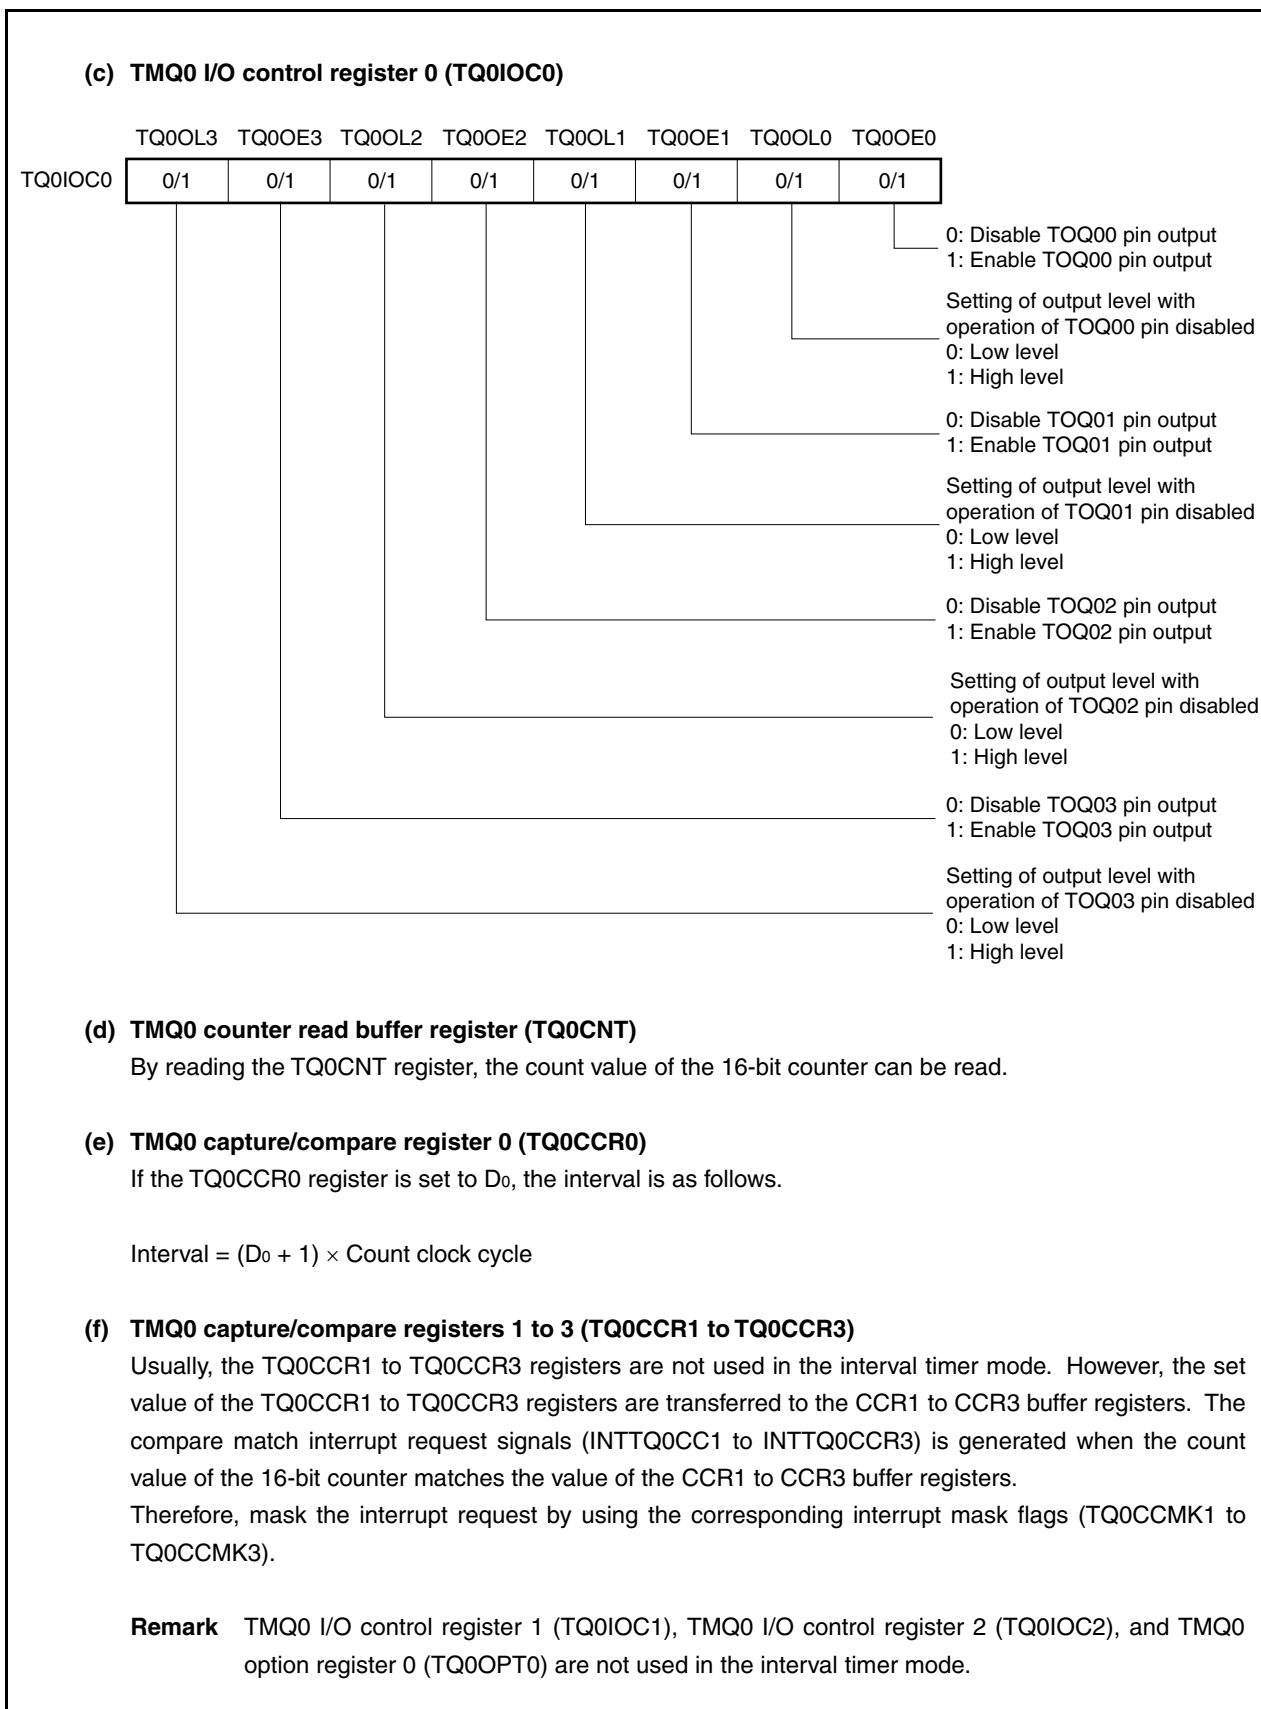 (c) TMQ0 I/O control register 0 (TQ0IOC0)
TQ0OL3 TQ0OE3 TQ0OL2 TQ0OE2 TQ0OL1 TQ0OE1 TQ0OL0 TQ0OE0
TQ0IOC0 0/1 0/1 0/1 0/1 0/1 0/1 0/1 0/1
0: Disable TOQ00 pin output
1: Enable TOQ00 pin output
Setting of output level with
operation of TOQ00 pin disabled
0: Low level
1: High level
0: Disable TOQ01 pin output
1: Enable TOQ01 pin output
Setting of output level with
operation of TOQ01 pin disabled
0: Low level
1: High level
0: Disable TOQ02 pin output
1: Enable TOQ02 pin output
Setting of output level with
operation of TOQ02 pin disabled
0: Low level
1: High level
0: Disable TOQ03 pin output
1: Enable TOQ03 pin output
Setting of output level with
operation of TOQ03 pin disabled
0: Low level
1: High level
(d) TMQ0 counter read buffer register (TQ0CNT)
By reading the TQ0CNT register, the count value of the 16-bit counter can be read.
(e) TMQ0 capture/compare register 0 (TQ0CCR0)
If the TQ0CCR0 register is set to D0, the interval is as follows.
Interval = (D0 + 1) × Count clock cycle
(f) TMQ0 capture/compare registers 1 to 3 (TQ0CCR1 to TQ0CCR3)
Usually, the TQ0CCR1 to TQ0CCR3 registers are not used in the interval timer mode. However, the set
value of the TQ0CCR1 to TQ0CCR3 registers are transferred to the CCR1 to CCR3 buffer registers. The
compare match interrupt request signals (INTTQ0CC1 to INTTQ0CCR3) is generated when the count
value of the 16-bit counter matches the value of the CCR1 to CCR3 buffer registers.
Therefore, mask the interrupt request by using the corresponding interrupt mask flags (TQ0CCMK1 to
TQ0CCMK3).
Remark TMQ0 I/O control register 1 (TQ0IOC1), TMQ0 I/O control register 2 (TQ0IOC2), and TMQ0
option register 0 (TQ0OPT0) are not used in the interval timer mode.